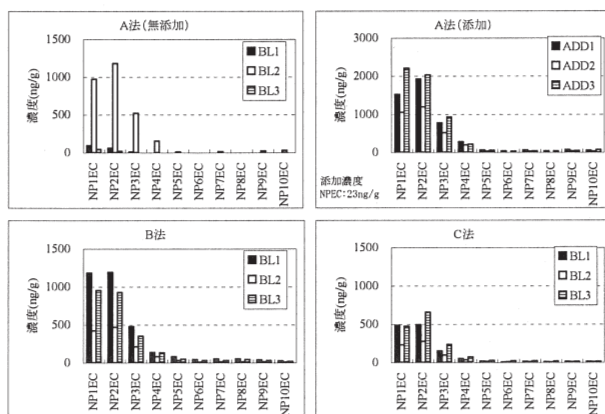 A法(無添加)
濃度(ng/g)
1500
1000
500
0
BL1
BL2
BL3
NP1EC
NP2EC
NP3EC
NP4EC
NP5EC
NP6EC
NP7EC
NP8EC
NP9EC
NP10EC
A法(添加)
濃度(ng/g)
3000
2000
1000
0
ADD1
ADD2
ADD3
添加濃度
NPEC:23ng/g
NP1EC
NP2EC
NP3EC
NP4EC
NP5EC
NP6EC
NP7EC
NP8EC
NP9EC
NP10EC
B法
濃度(ng/g)
1500
1000
500
0
BL1
BL2
BL3
NP1EC
NP2EC
NP3EC
NP4EC
NP5EC
NP6EC
NP7EC
NP8EC
NP9EC
NP10EC
C法
濃度(ng/g)
1500
1000
500
0
BL1
BL2
BL3
NP1EC
NP2EC
NP3EC
NP4EC
NP5EC
NP6EC
NP7EC
NP8EC
NP9EC
NP10EC